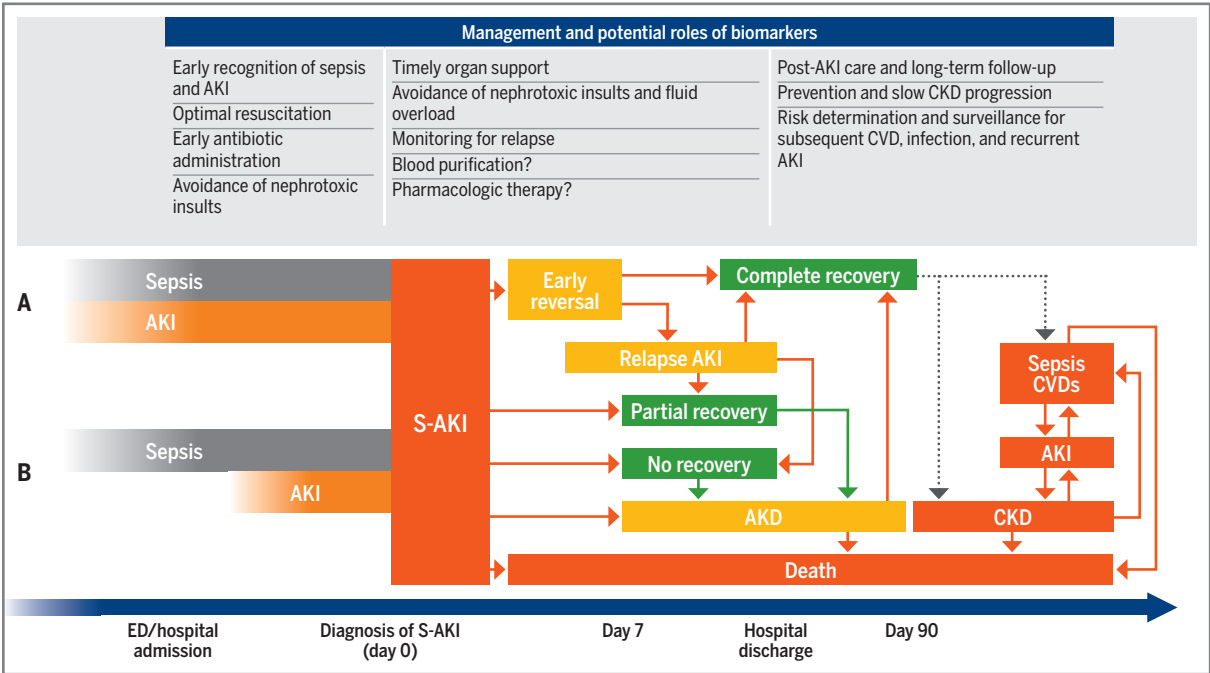 Management and potential roles of biomarkers
Early recognition of sepsis
and AKI
Optimal resuscitation
Early antibiotic
administration
Avoidance of nephrotoxic
insults
Timely organ support
Avoidance of nephrotoxic insults and fluid
overload
Monitoring for relapse
Blood purification?
Pharmacologic therapy?
Post-AKI care and long-term follow-up
Prevention and slow CKD progression
Risk determination and surveillance for
subsequent CVD, infection, and recurrent
AKI
A
Sepsis
AKI
B
Sepsis
AKI
S-AKI
Early
reversal
Complete recovery
Relapse AKI
Partial recovery
No recovery
AKD
Death
Sepsis
CVDs
AKI
CKD
ED/hospital
admission
Diagnosis of S-AKI
(day 0)
Day 7
Hospital
discharge
Day 90